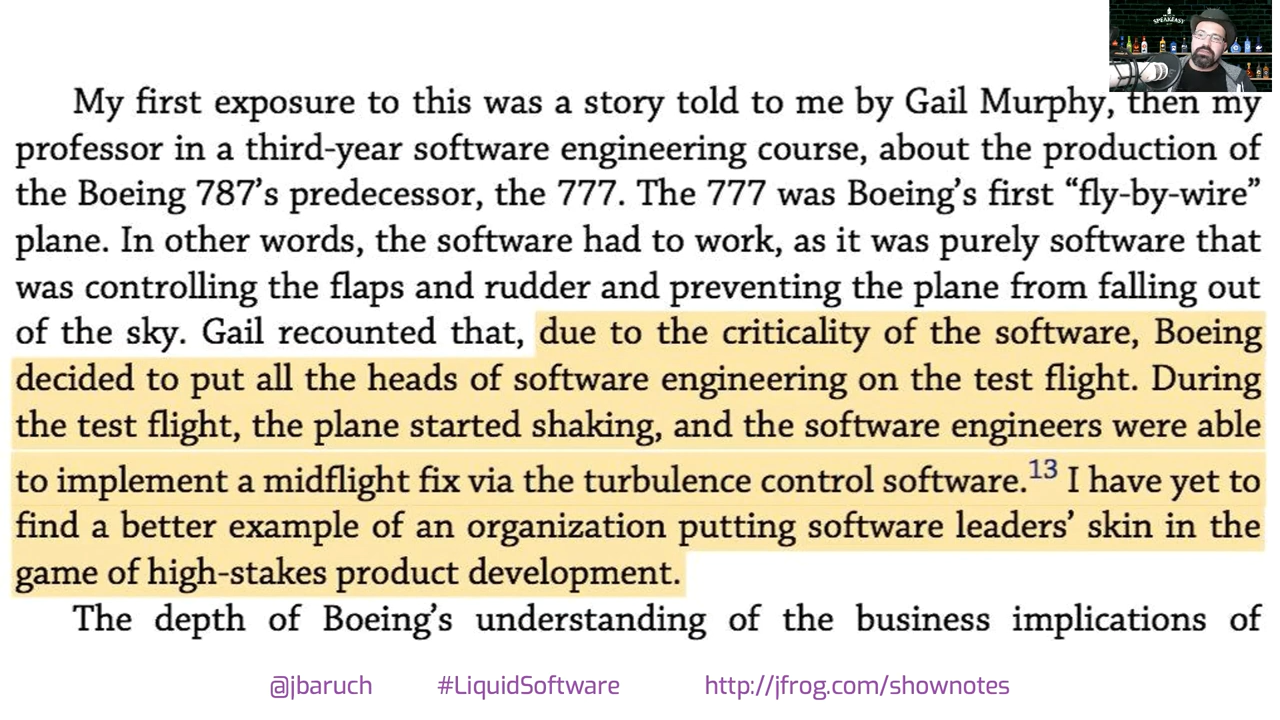 SPEAKEASY
My first exposure to this was a story told to me by Gail Murphy, then my
professor in a third-year software engineering course, about the production of
the Boeing 787’s predecessor, the 777. The 777 was Boeing’s first “fly-by-wire”
plane. In other words, the software had to work, as it was purely software that
was controlling the flaps and rudder and preventing the plane from falling out
of the sky. Gail recounted that, due to the criticality of the software, Boeing
decided to put all the heads of software engineering on the test flight. During
the test flight, the plane started shaking, and the software engineers were able
to implement a midflight fix via the turbulence control software.13 I have yet to
find a better example of an organization putting software leaders’ skin in the
game of high-stakes product development.
The depth of Boeing’s understanding of the business implications of
@jbaruch #LiquidSoftware http://jfrog.com/shownotes